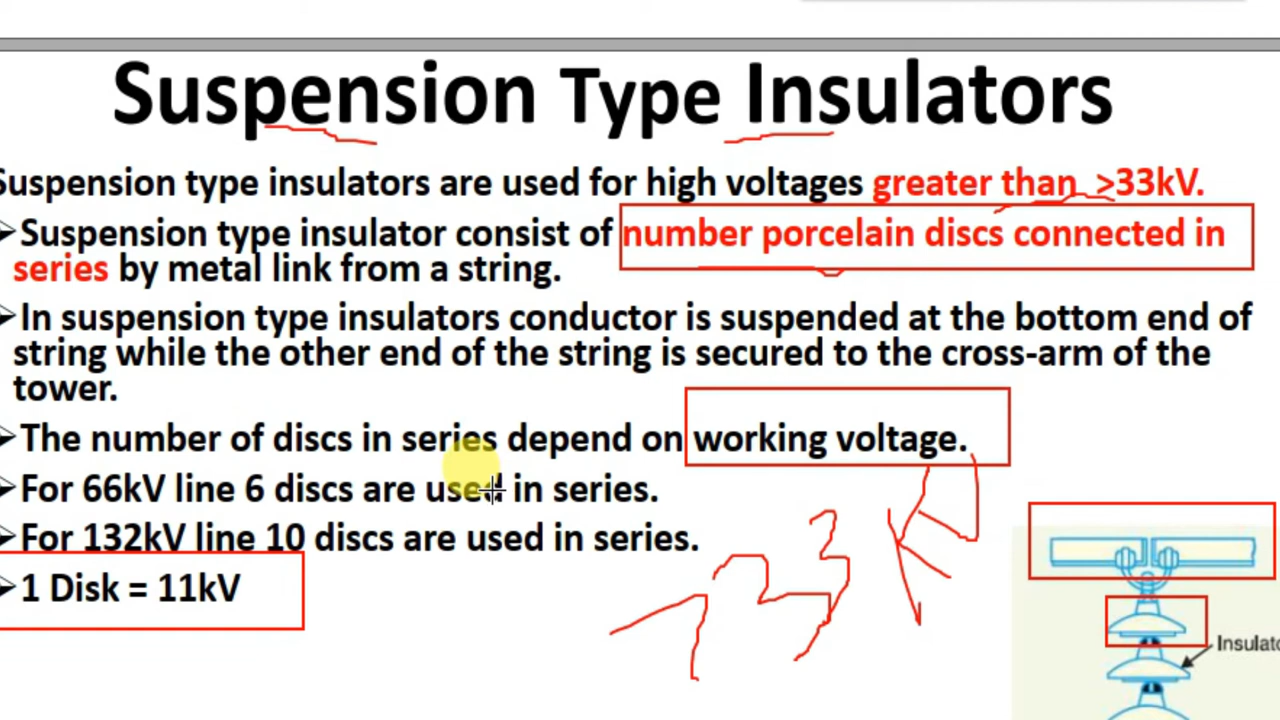 Suspension Type Insulators
Suspension type insulators are used for high voltages greater than >33kV.
Suspension type insulator consist of number porcelain discs connected in
series by metal link from a string.
In suspension type insulators conductor is suspended at the bottom end of
string while the other end of the string is secured to the cross-arm of the
tower.
The number of discs in series depend on working voltage.
For 66kV line 6 discs are used in series.
For 132kV line 10 discs are used in series.
1 Disk = 11kV